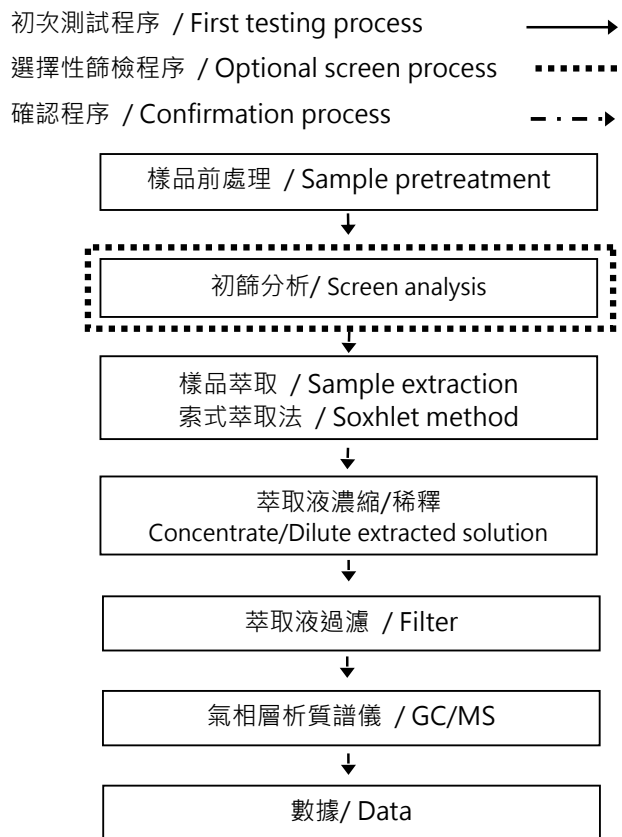 初次測試程序 / First testing process
選擇性篩檢程序 / Optional screen process
確認程序 / Confirmation process
樣品前處理 / Sample pretreatment
初篩分析/ Screen analysis
樣品萃取 / Sample extraction
索式萃取法 / Soxhlet method
萃取液濃縮/稀釋
Concentrate/Dilute extracted solution
萃取液過濾 / Filter
氣相層析質譜儀 / GC/MS
數據/ Data